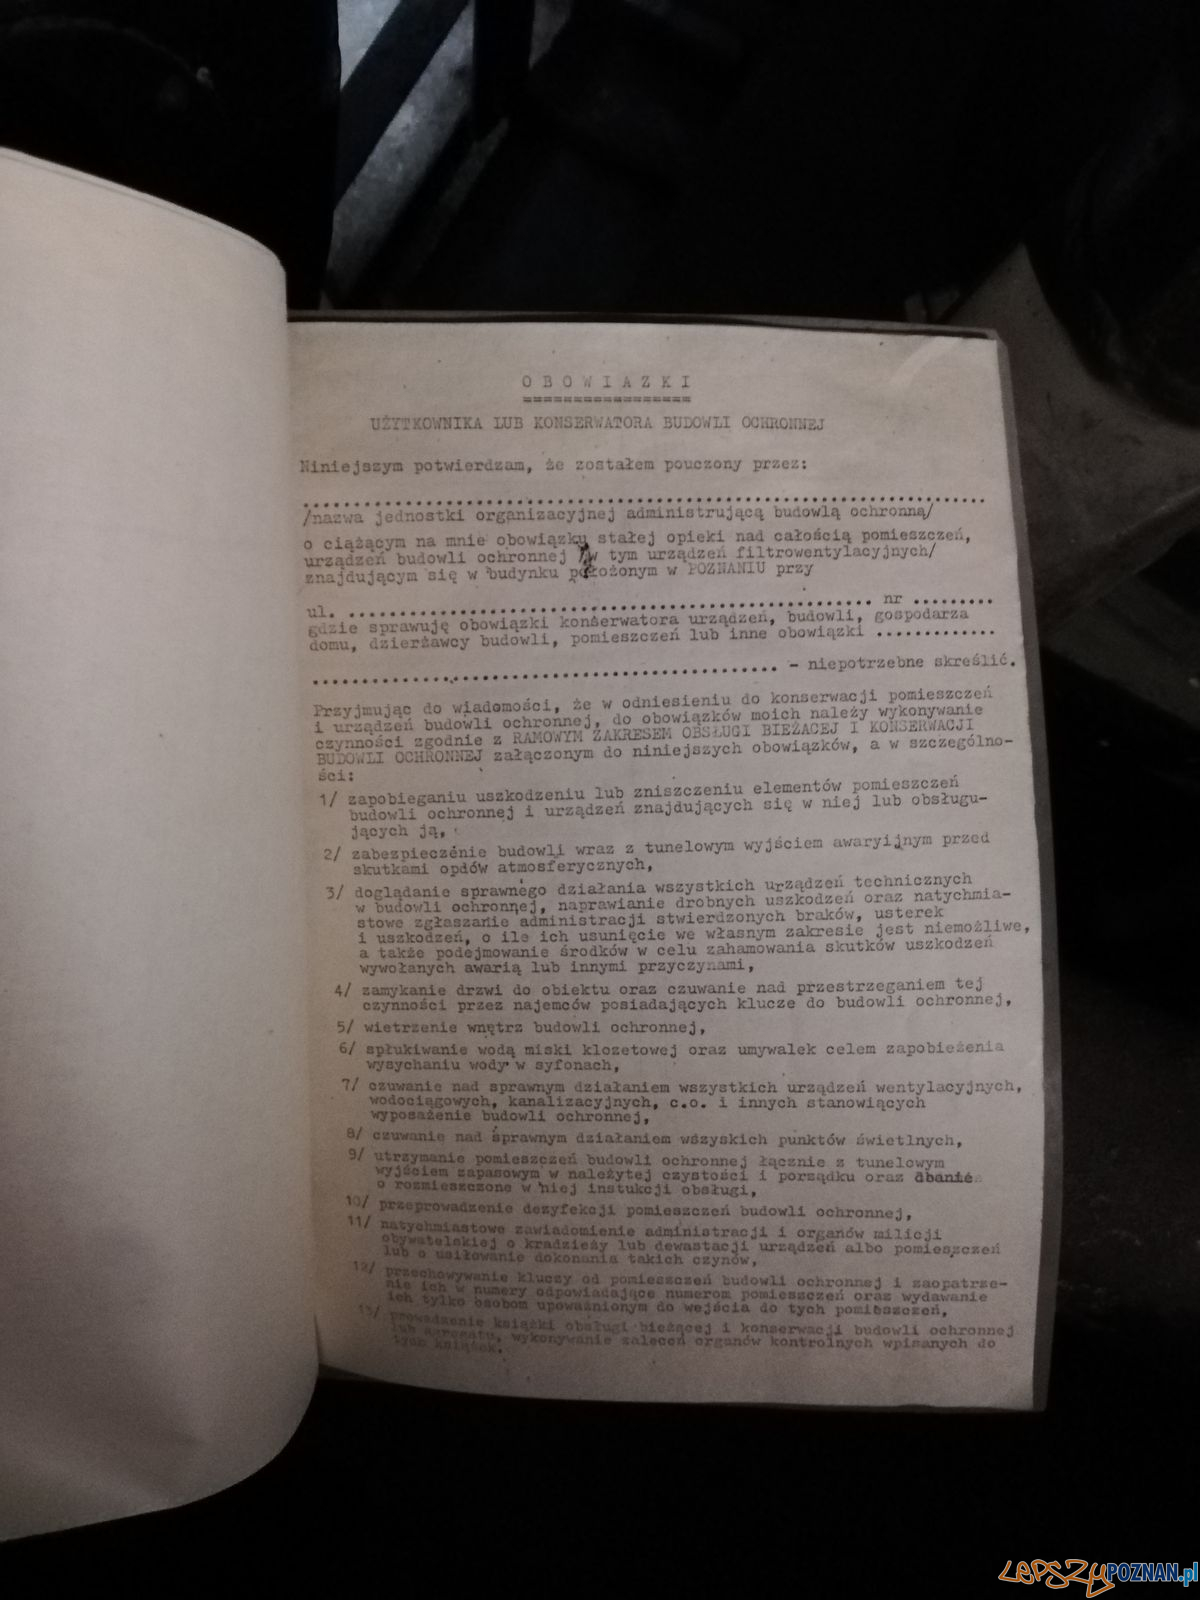 O B O W I A Z K I
=================
UŻYTKOWNIKA LUB KONSERWATORA BUDOWLI OCHRONNEJ
Niniejszym potwierdzam, że zostałem pouczony przez:
......................................................................
/nazwa jednostki organizacyjnej administrującą budowlą ochronną/
o ciążącym na mnie obowiązku stałej opieki nad całością pomieszczeń,
urządzeń budowli ochronnej /w tym urządzeń filtrowentylacyjnych/
znajdującym się w budynku położonym w POZNANIU przy
ul. ..................................................... nr .........
gdzie sprawuję obowiązki konserwatora urządzeń, budowli, gospodarza
domu, dzierżawcy budowli, pomieszczeń lub inne obowiązki .............
................................................ - niepotrzebne skreślić.
Przyjmując do wiadomości, że w odniesieniu do konserwacji pomieszczeń
i urządzeń budowli ochronnej, do obowiązków moich należy wykonywanie
czynności zgodnie z RAMOWYM ZAKRESEM OBSŁUGI BIEŻACEJ I KONSERWACJI
BUDOWLI OCHRONNEJ załączonym do niniejszych obowiązków, a w szczególno-
ści:
1/ zapobieganiu uszkodzeniu lub zniszczeniu elementów pomieszczeń
budowli ochronnej i urządzeń znajdujących się w niej lub obsługu-
jących ją,
2/ zabezpieczenie budowli wraz z tunelowym wyjściem awaryijnym przed
skutkami opdów atmosferycznych,
3/ doglądanie sprawnego działania wszystkich urządzeń technicznych
w budowli ochronnej, naprawianie drobnych uszkodzeń oraz natychmia-
stowe zgłaszanie administracji stwierdzonych braków, usterek
i uszkodzeń, o ile ich usunięcie we własnym zakresie jest niemożliwe,
a także podejmowanie środków w celu zahamowania skutków uszkodzeń
wywołanych awarią lub innymi przyczynami,
4/ zamykanie drzwi do obiektu oraz czuwanie nad przestrzeganiem tej
czynności przez najemców posiadających klucze do budowli ochronnej,
5/ wietrzenie wnętrz budowli ochronnej,
6/ spłukiwanie wodą miski klozetowej oraz umywalek celem zapobieżenia
wysychaniu wody w syfonach,
7/ czuwanie nad sprawnym działaniem wszystkich urządzeń wentylacyjnych,
wodociągowych, kanalizacyjnych, c.o. i innych stanowiących
wyposażenie budowli ochronnej,
8/ czuwanie nad sprawnym działaniem wszyskich punktów świetlnych,
9/ utrzymanie pomieszczeń budowli ochronnej łącznie z tunelowym
wyjściem zapasowym w należytej czystości i porządku oraz dbanie
o rozmieszczone w niej instukcji obsługi,
10/ przeprowadzenie dezyfekcji pomieszczeń budowli ochronnej,
11/ natychmiastowe zawiadomienie administracji i organów milicji
obywatelskiej o kradzieży lub dewastacji urządzeń albo pomieszczeń
lub o usiłowanie dokonania takich czynów,
12/ przechowywanie kluczy od pomieszczeń budowli ochronnej i zaopatrze-
nie ich w numery odpowiadające numerom pomieszczeń oraz wydawanie
ich tylko osobom upoważnionym do wejścia do tych pomieszczeń,
13/ prowadzenie książki obsługi bieżącej i konserwacji budowli ochronnej
lub agregatu, wykonywanie zaleceń organów kontrolnych wpisanych do
tych książek.
LEPSZYPOZNAN.pl